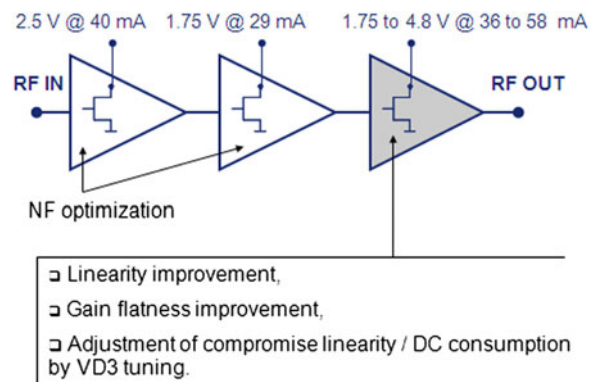 2.5 V @ 40 mA 1.75 V @ 29 mA 1.75 to 4.8 V @ 36 to 58 mA
RF IN RF OUT
NF optimization
❑ Linearity improvement,
❑ Gain flatness improvement,
❑ Adjustment of compromise linearity / DC consumption
by VD3 tuning.